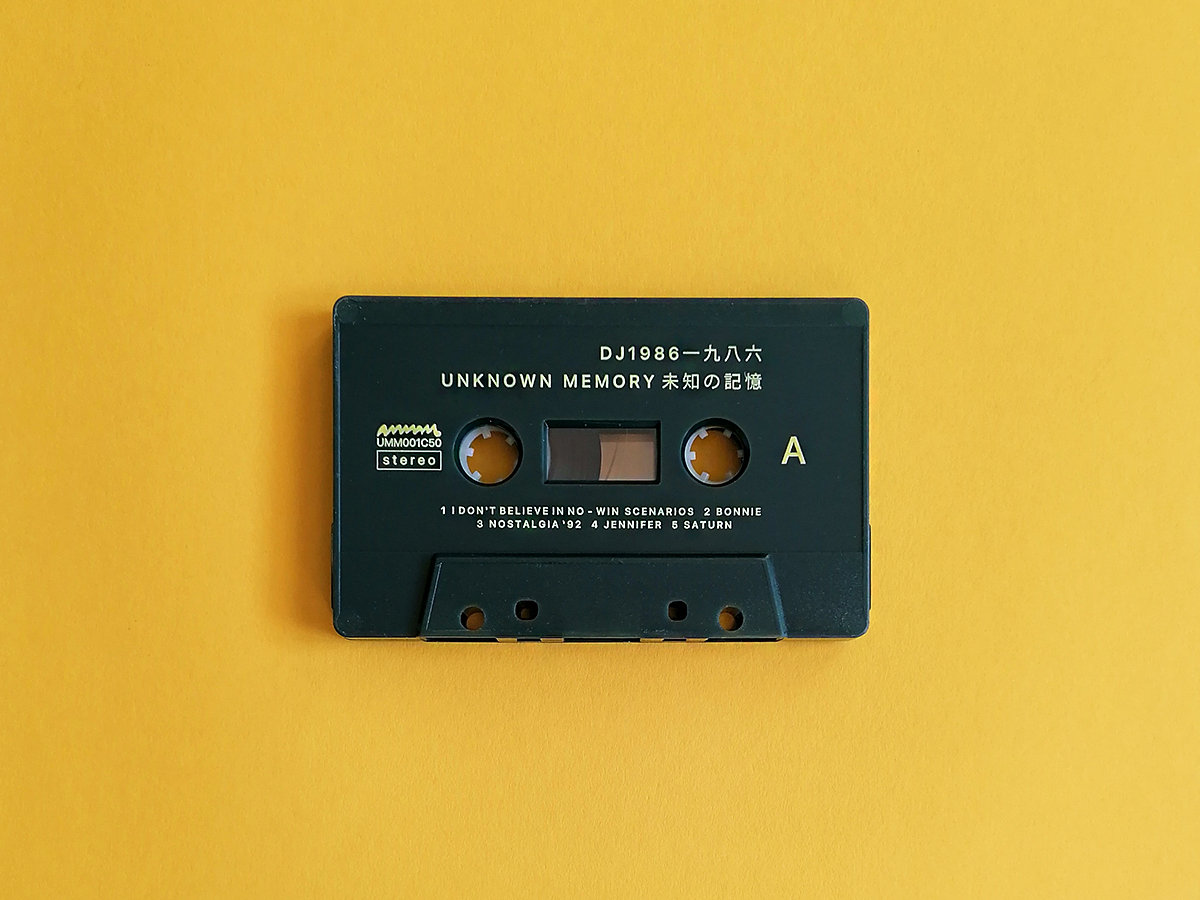 DJ1986一九八六
UNKNOWN MEMORY 未知の記憶
UMM001C50
stereo
A
1 I DON'T BELIEVE IN NO-WIN SCENARIOS 2 BONNIE
3 NOSTALGIA '92 4 JENNIFER 5 SATURN